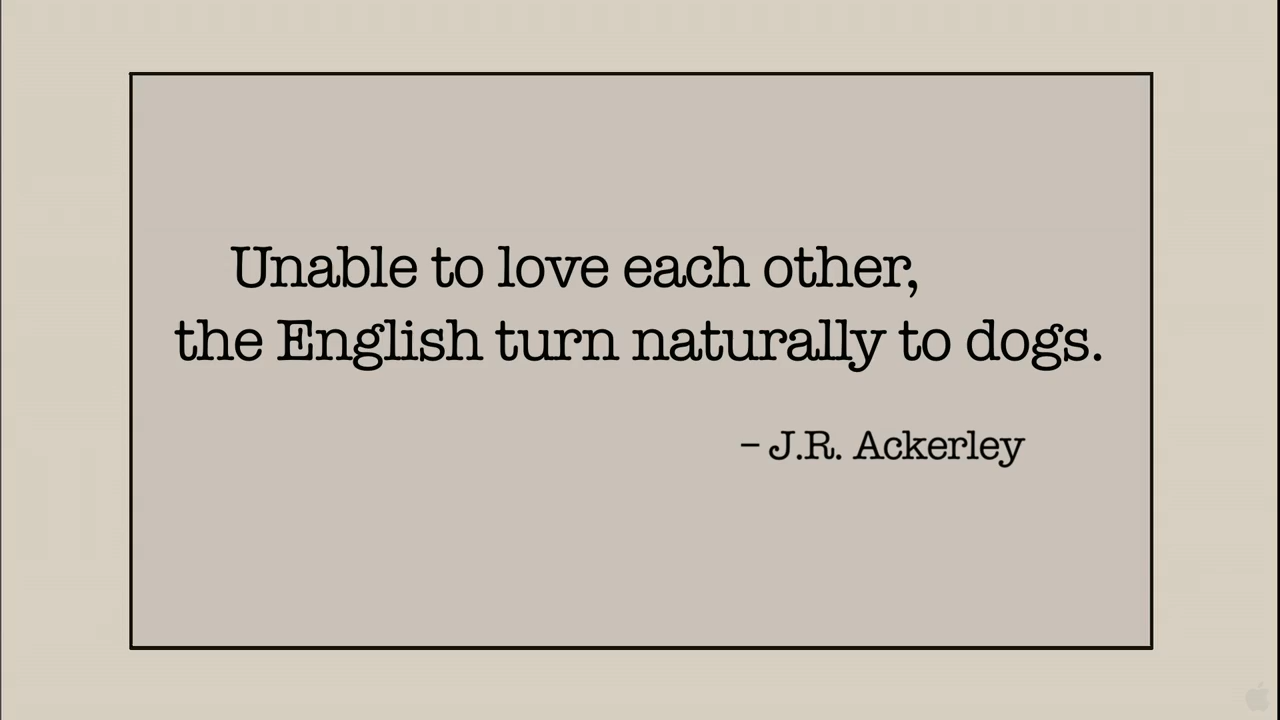 Unable to love each other,
the English turn naturally to dogs.
– J.R. Ackerley